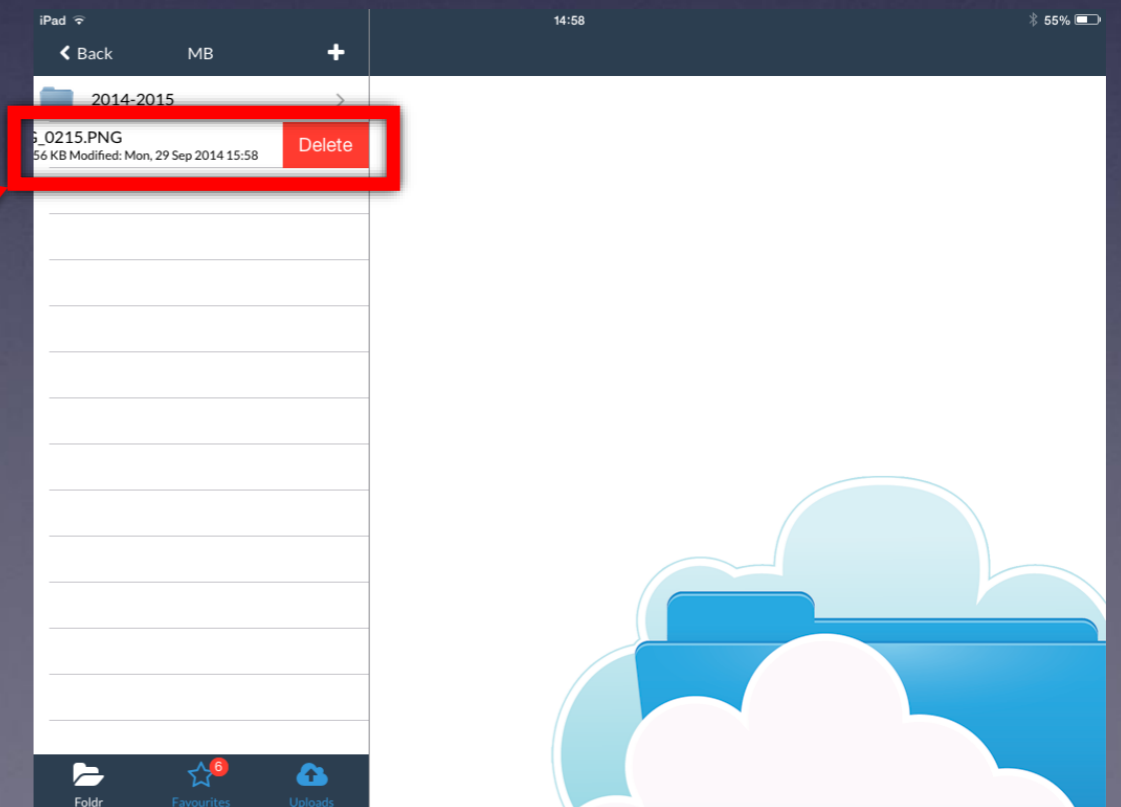 iPad 14:58 55%
Back MB +
2014-2015
_0215.PNG
56 KB Modified: Mon, 29 Sep 2014 15:58
Delete
6
Foldr Favourites Uploads